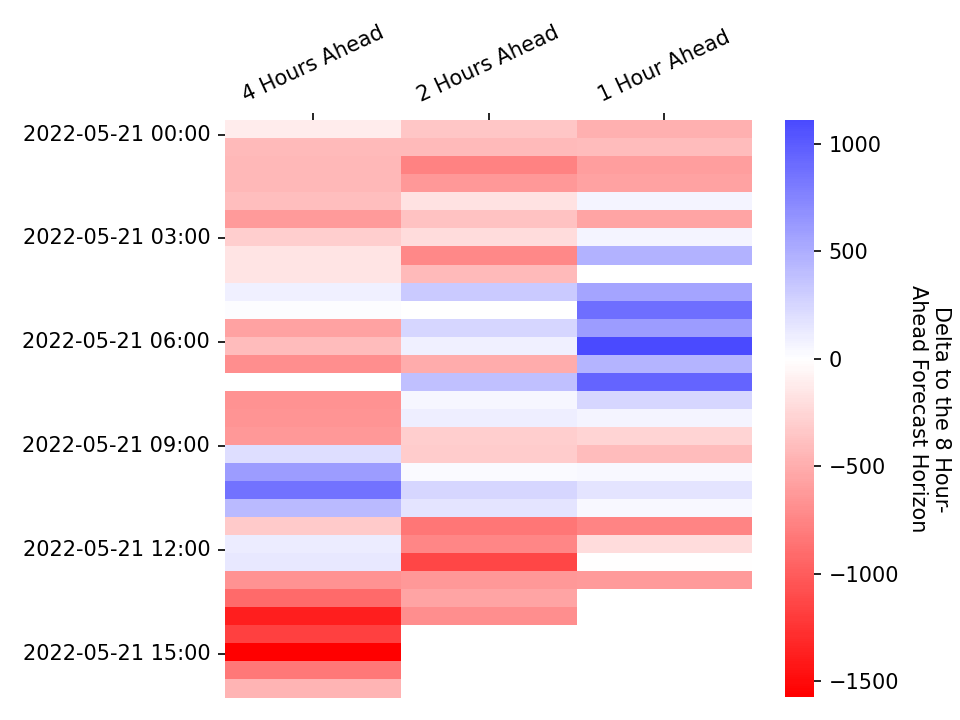 4 Hours Ahead
2 Hours Ahead
1 Hour Ahead
2022-05-21 00:00
2022-05-21 03:00
2022-05-21 06:00
2022-05-21 09:00
2022-05-21 12:00
2022-05-21 15:00
1000
500
0
−500
−1000
−1500
Delta to the 8 Hour-
Ahead Forecast Horizon